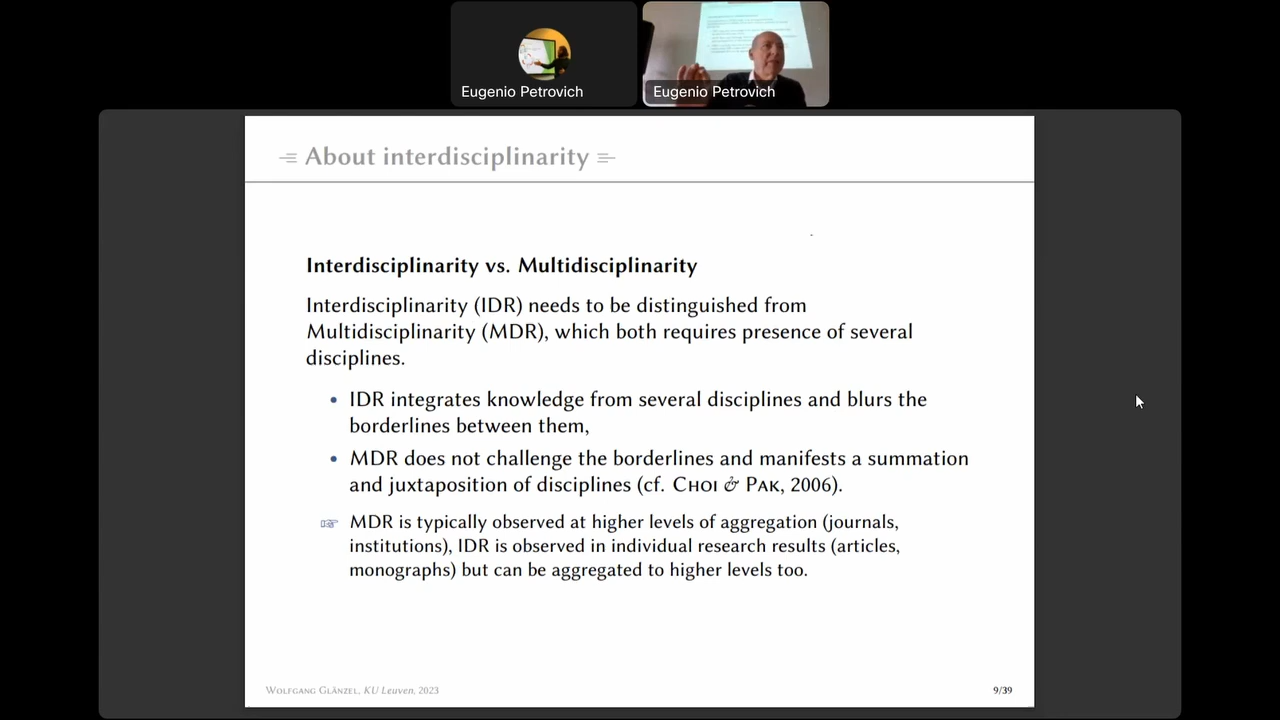 Eugenio Petrovich
Eugenio Petrovich
About interdisciplinarity
Interdisciplinarity vs. Multidisciplinarity
Interdisciplinarity (IDR) needs to be distinguished from
Multidisciplinarity (MDR), which both requires presence of several
disciplines.
• IDR integrates knowledge from several disciplines and blurs the
borderlines between them,
• MDR does not challenge the borderlines and manifests a summation
and juxtaposition of disciplines (cf. CHOI & PAK, 2006).
☞ MDR is typically observed at higher levels of aggregation (journals,
institutions), IDR is observed in individual research results (articles,
monographs) but can be aggregated to higher levels too.
WOLFGANG GLÄNZEL, KU Leuven, 2023
9/39